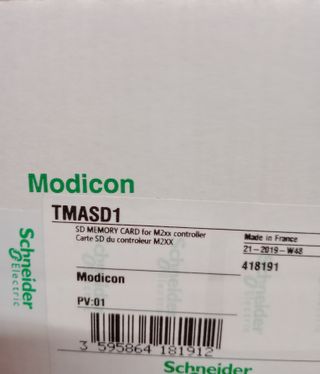 Modicon
TMASD1
SD MEMORY CARD for M2xx controller
Carte SD du controleur M2XX
Made in France
21-2019-W48
418191
Schneider
Electric
Modicon
PV:01
3 595864 181912
Schneider